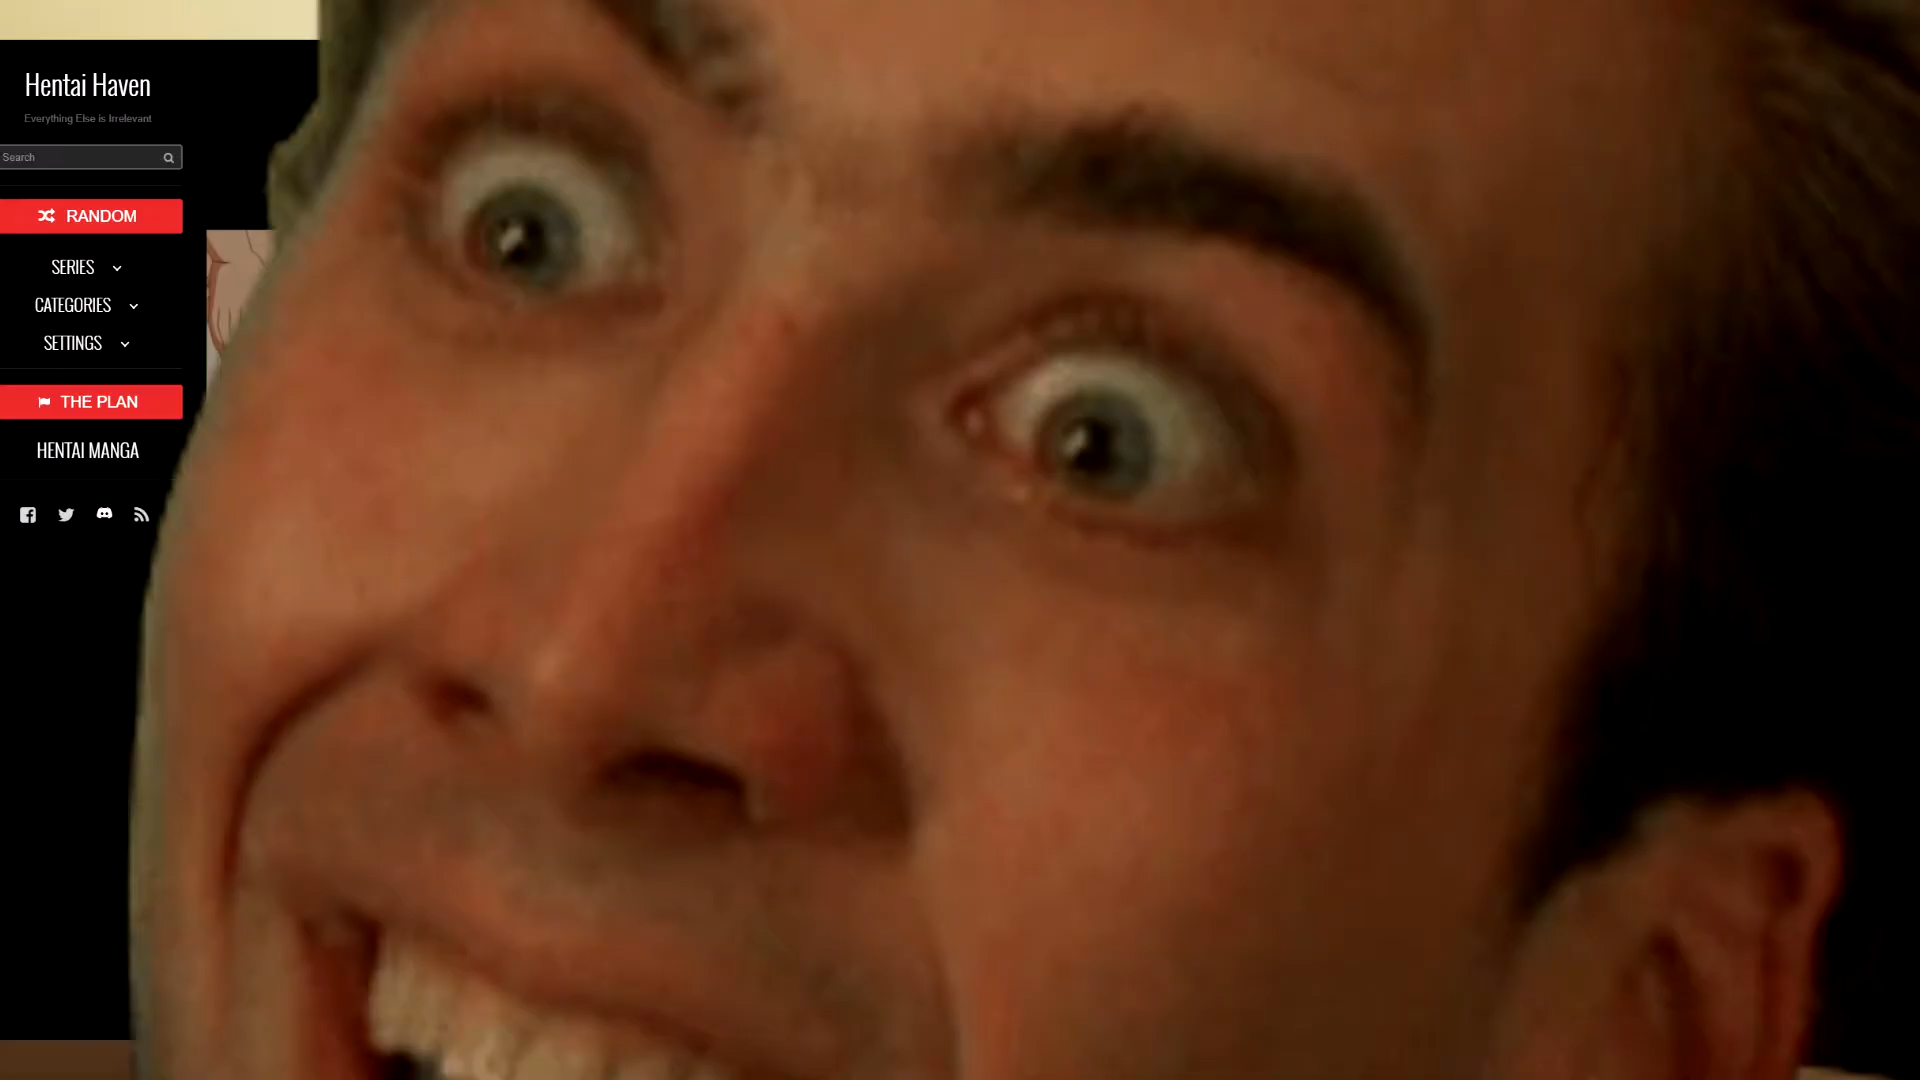 Hentai Haven
Everything Else is Irrelevant
Search
RANDOM
SERIES
CATEGORIES
SETTINGS
THE PLAN
HENTAI MANGA